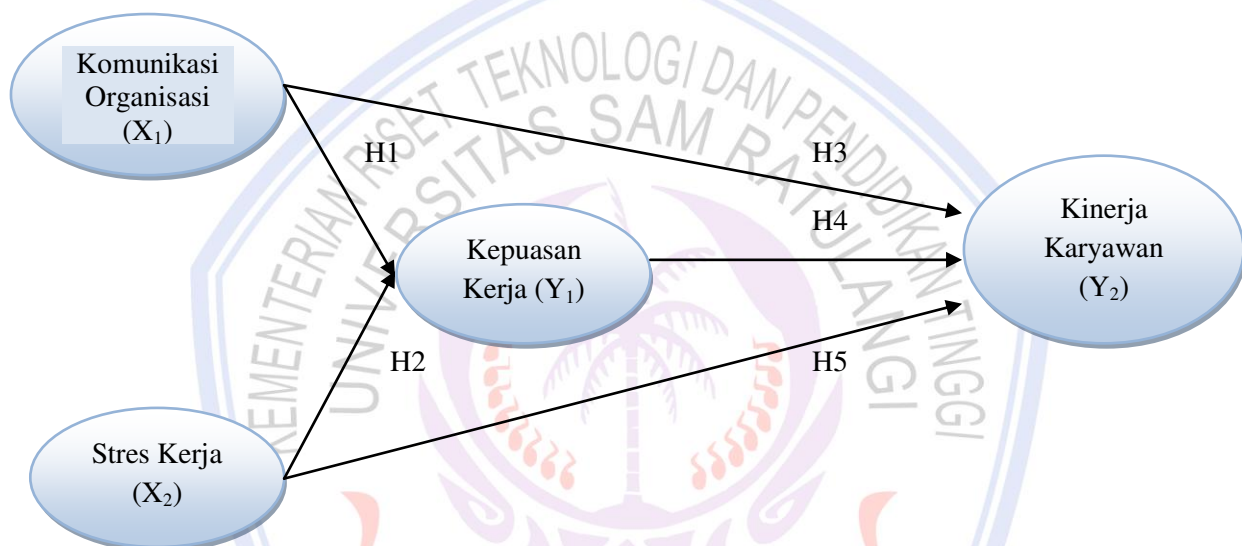 Komunikasi
Organisasi
(X₁)
H1
H3
H4
Kepuasan
Kerja (Y₁)
Kinerja
Karyawan
(Y₂)
H2
H5
Stres Kerja
(X₂)
KEMENTERIAN RISET TEKNOLOGI DAN PENDIDIKAN TINGGI
UNIVERSITAS SAM RATULANGI